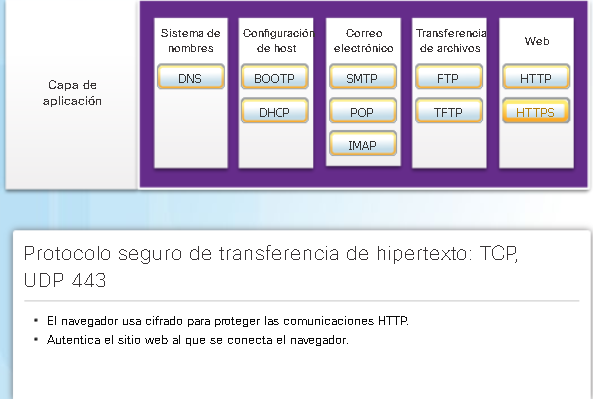 Capa de
aplicación
Sistema de
nombres
DNS
Configuración
de host
BOOTP
DHCP
Correo
electrónico
SMTP
POP
IMAP
Transferencia
de archivos
FTP
TFTP
Web
HTTP
HTTPS
Protocolo seguro de transferencia de hipertexto: TCP,
UDP 443
• El navegador usa cifrado para proteger las comunicaciones HTTP.
• Autentica el sitio web al que se conecta el navegador.